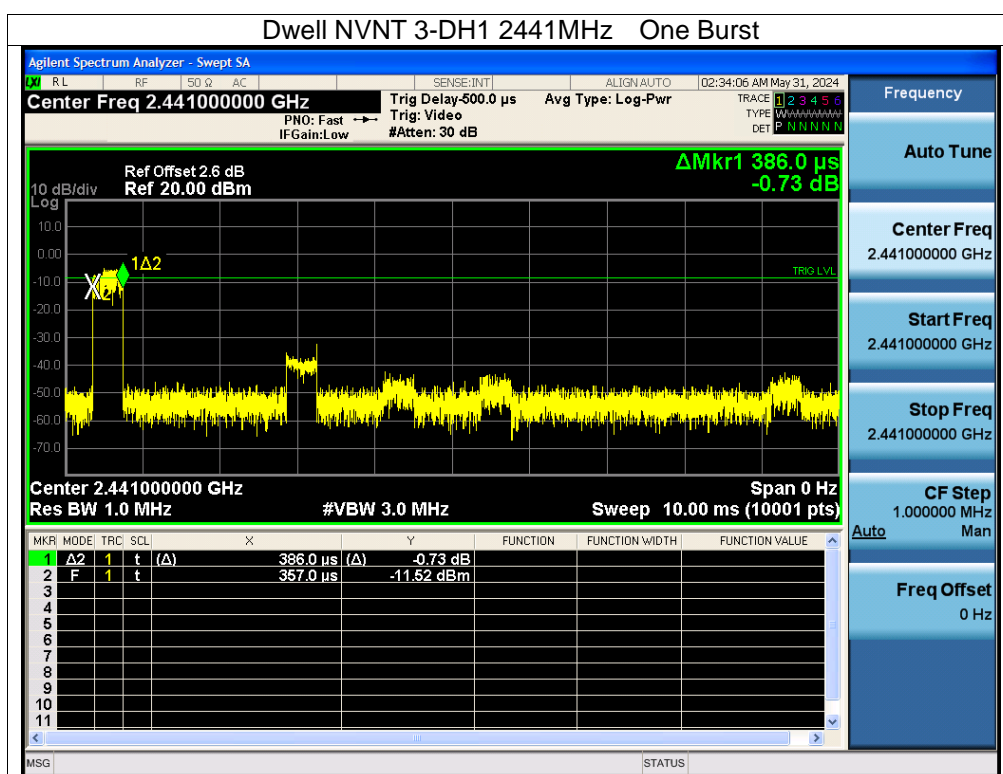 Dwell NVNT 3-DH1 2441MHz One Burst
Agilent Spectrum Analyzer - Swept SA
LXI RL RF 50 Ω AC SENSE:INT ALIGN AUTO 02:34:06 AM May 31, 2024
Center Freq 2.441000000 GHz
PNO: Fast
IFGain:Low
Trig Delay-500.0 µs
Trig: Video
#Atten: 30 dB
Avg Type: Log-Pwr
TRACE 1 2 3 4 5 6
TYPE WWWWWW
DET P N N N N N
Frequency
Auto Tune
Center Freq
2.441000000 GHz
Start Freq
2.441000000 GHz
Stop Freq
2.441000000 GHz
CF Step
1.000000 MHz
Auto Man
Freq Offset
0 Hz
ΔMkr1 386.0 µs
-0.73 dB
Ref Offset 2.6 dB
10 dB/div Ref 20.00 dBm
Log
10.0
0.00
-10.0
-20.0
-30.0
-40.0
-50.0
-60.0
-70.0
1Δ2
2
TRIG LVL
Center 2.441000000 GHz Span 0 Hz
Res BW 1.0 MHz #VBW 3.0 MHz Sweep 10.00 ms (10001 pts)
MKR MODE TRC SCL X Y FUNCTION FUNCTION WIDTH FUNCTION VALUE
1 Δ2 1 t (Δ) 386.0 µs (Δ) -0.73 dB
2 F 1 t 357.0 µs -11.52 dBm
3
4
5
6
7
8
9
10
11
MSG STATUS